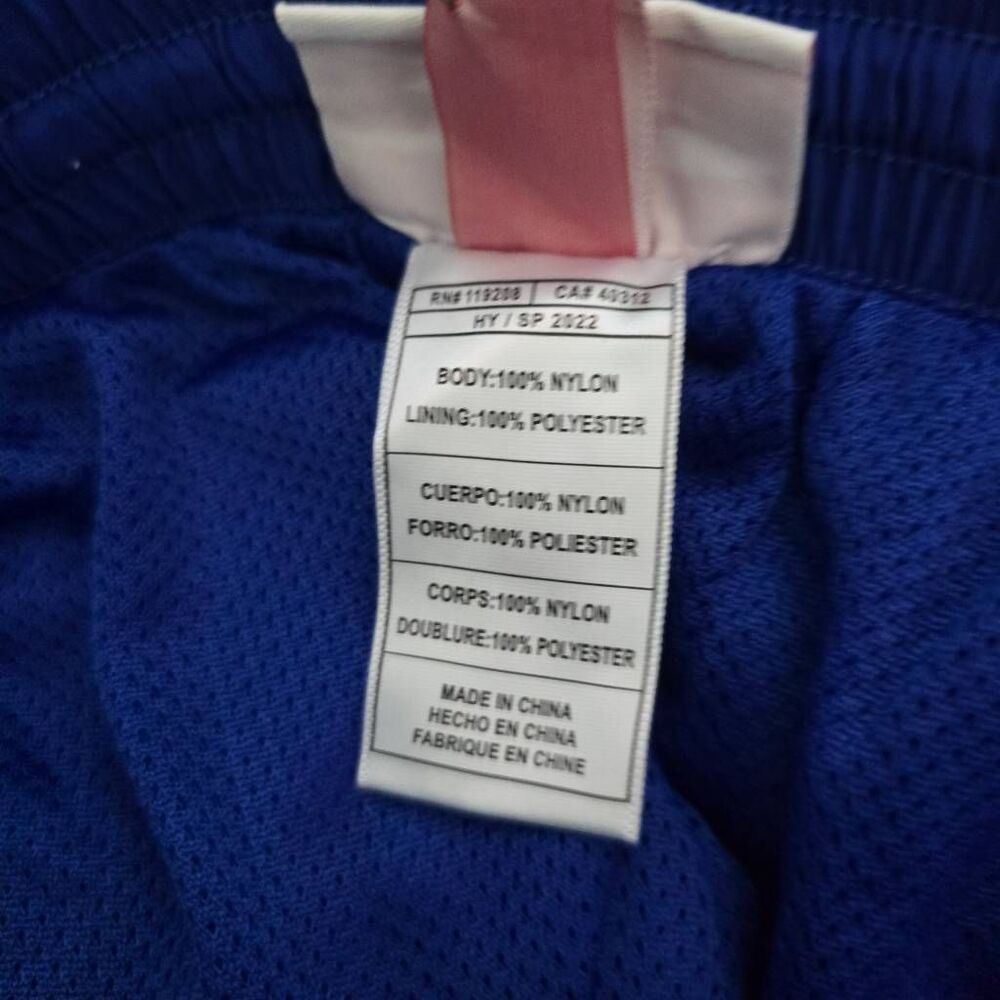 RN# 119208 CA# 40312
HY / SP 2022
BODY:100% NYLON
LINING:100% POLYESTER
CUERPO:100% NYLON
FORRO:100% POLIESTER
CORPS:100% NYLON
DOUBLURE:100% POLYESTER
MADE IN CHINA
HECHO EN CHINA
FABRIQUE EN CHINE